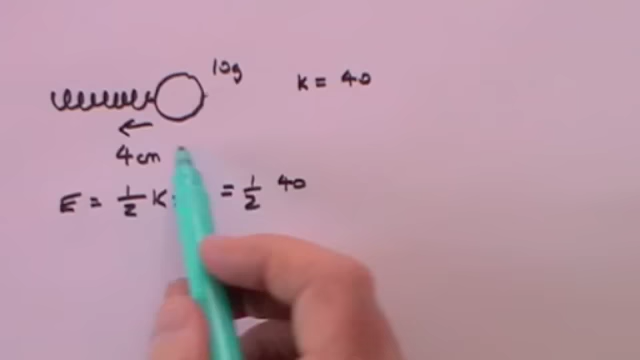 10g
K = 40
4cm
E = 1/2 K = 1/2 40